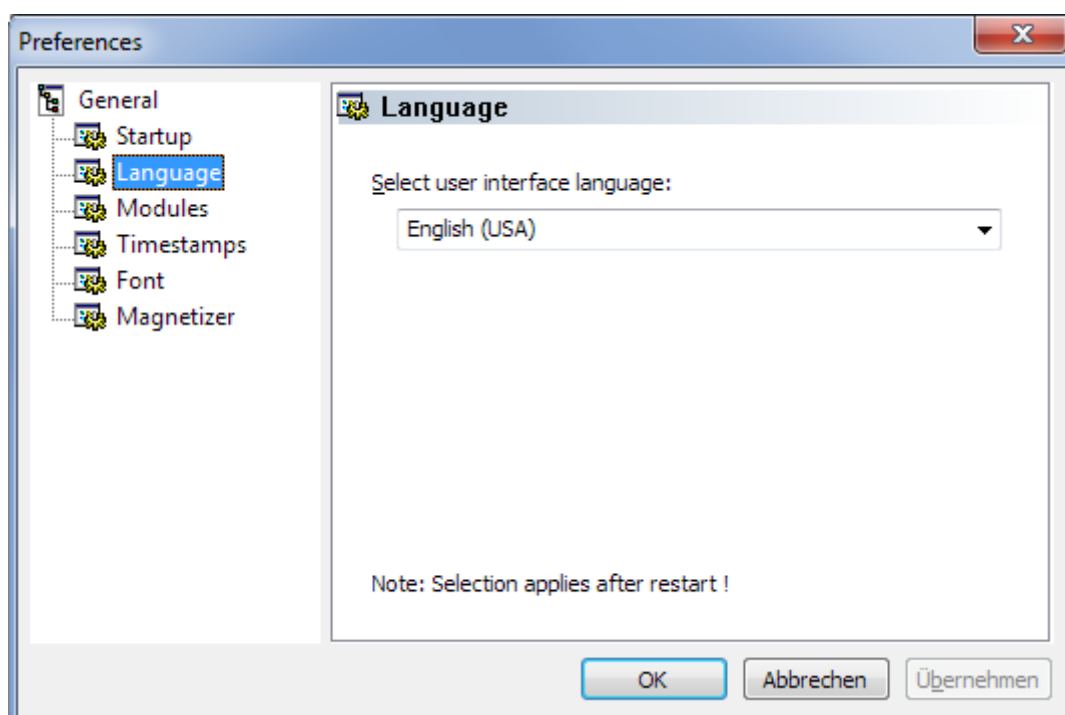 Preferences
General
Startup
Language
Modules
Timestamps
Font
Magnetizer
Language
Select user interface language:
English (USA)
Note: Selection applies after restart !
OK
Abbrechen
Übernehmen